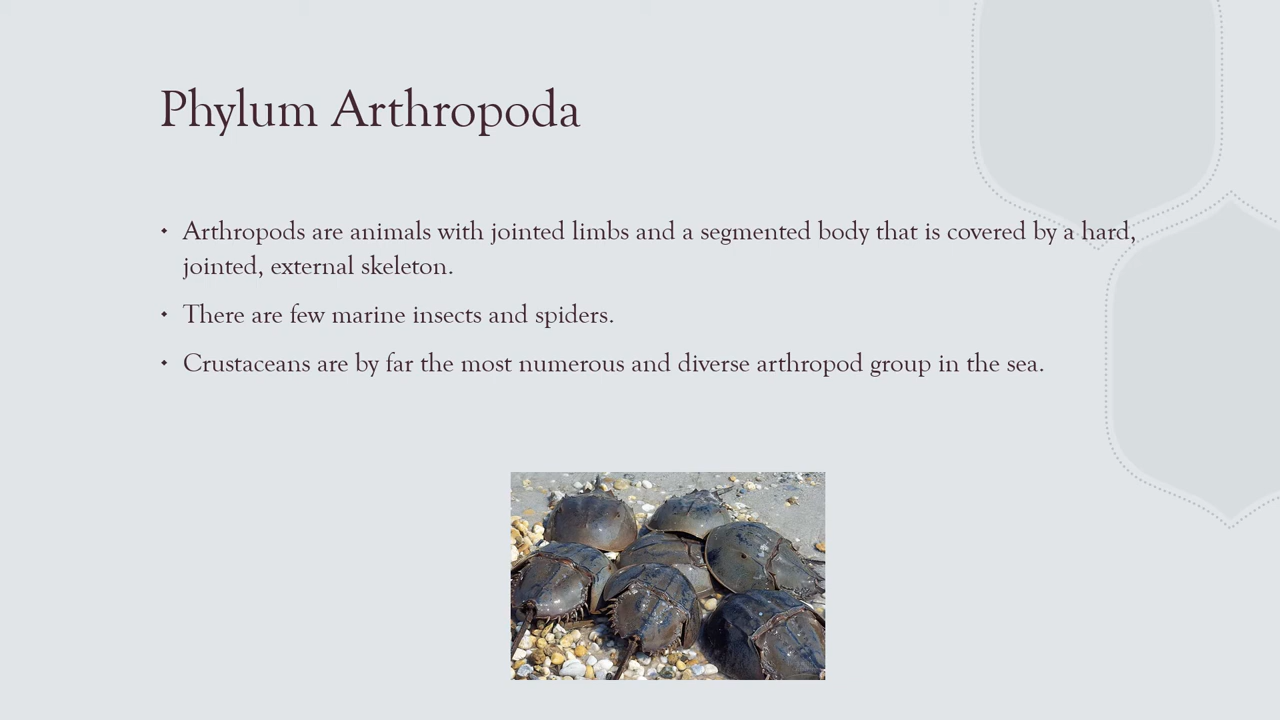 Phylum Arthropoda
• Arthropods are animals with jointed limbs and a segmented body that is covered by a hard,
jointed, external skeleton.
• There are few marine insects and spiders.
• Crustaceans are by far the most numerous and diverse arthropod group in the sea.